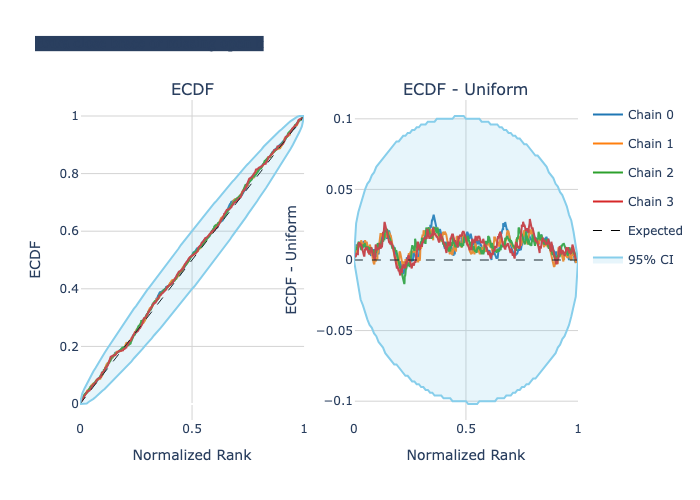 ECDF
ECDF
1
0.8
0.6
0.4
0.2
0
0
0.5
1
Normalized Rank
ECDF - Uniform
ECDF - Uniform
0.1
0.05
0
−0.05
−0.1
0
0.5
1
Normalized Rank
Chain 0
Chain 1
Chain 2
Chain 3
Expected
95% CI